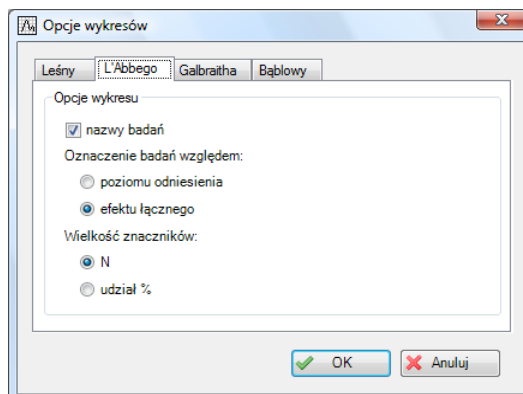 Opcje wykresów
Leśny L'Abbego Galbraitha Bąblowy
Opcje wykresu
nazwy badań
Oznaczenie badań względem:
poziomu odniesienia
efektu łącznego
Wielkość znaczników:
N
udział %
OK Anuluj